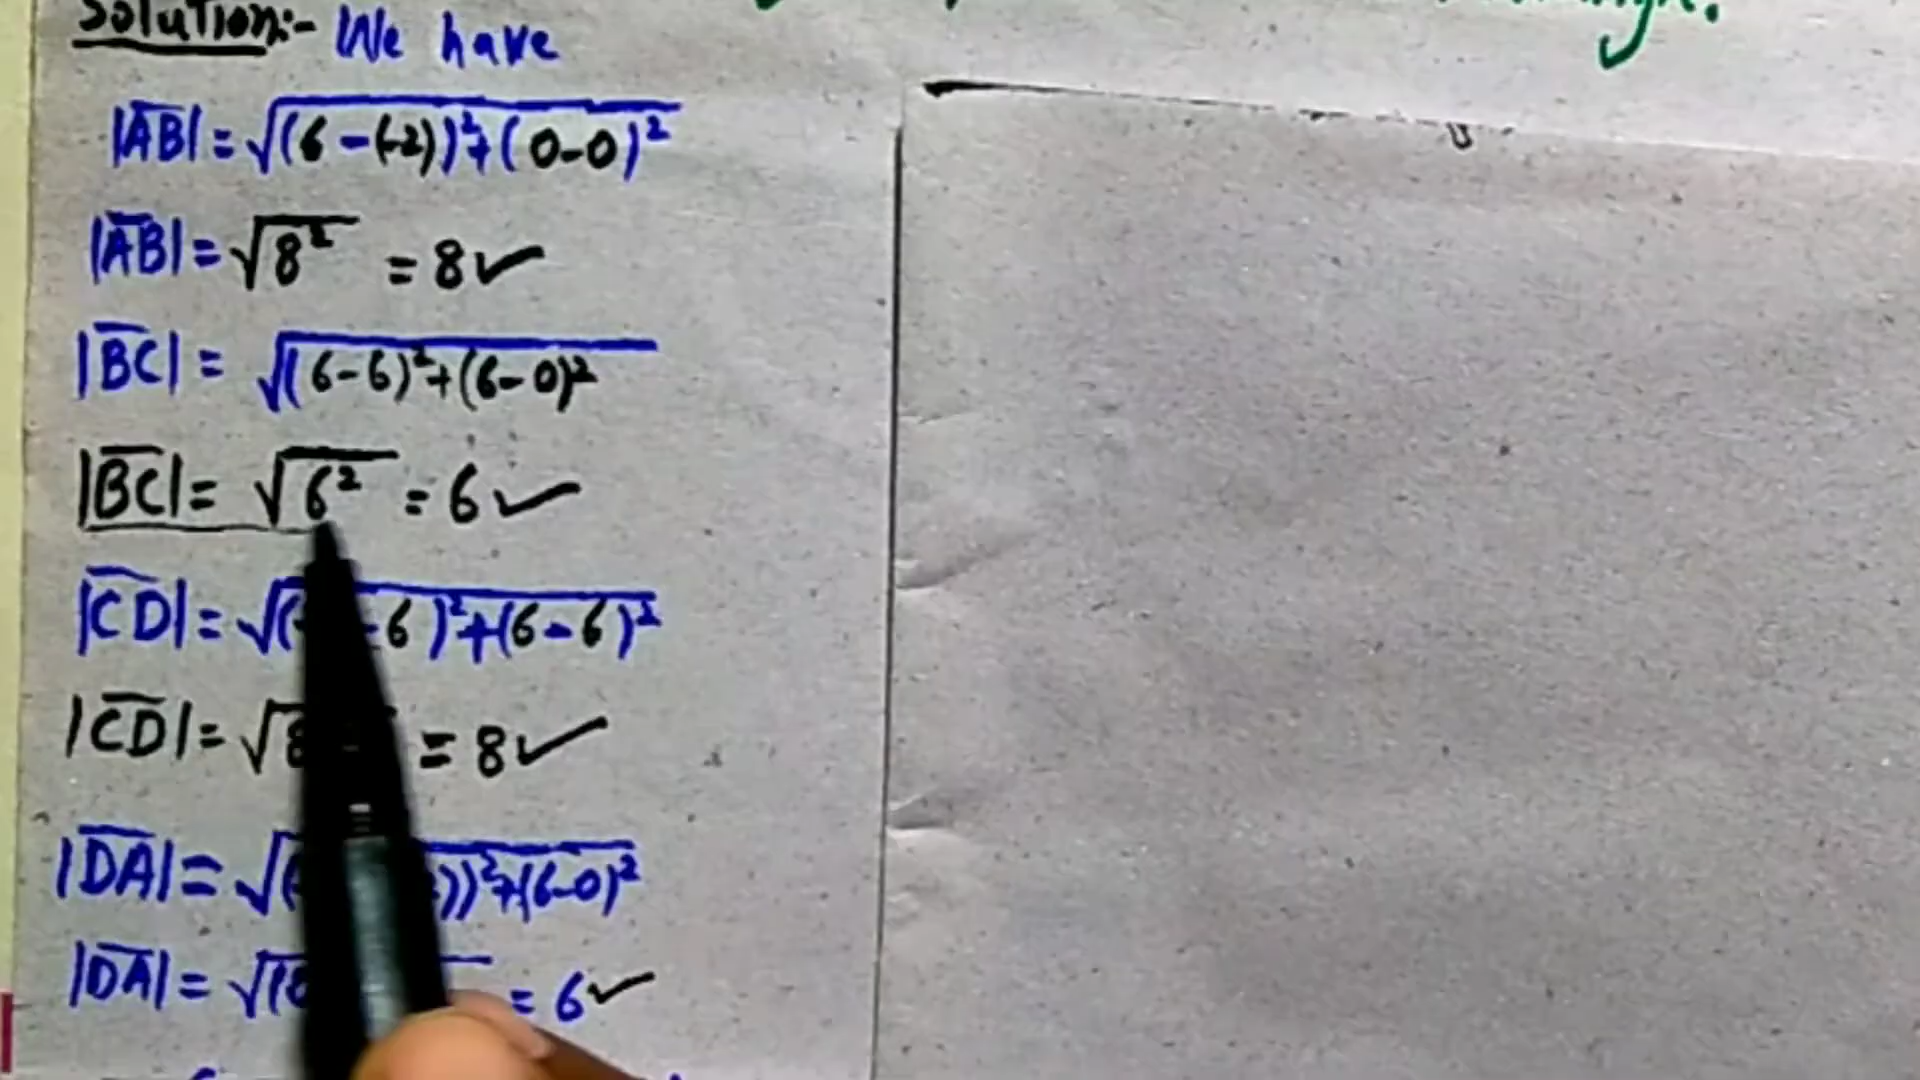 Solution:- We have
|AB| = √(6-(-2))²+(0-0)²
|AB| = √8² = 8✓
|BC| = √(6-6)²+(6-0)²
|BC| = √6² = 6✓
|CD| = √( -6)²+(6-6)²
|CD| = √8 = 8✓
|DA| = √( ))²+(6-0)²
|DA| = √( = 6✓